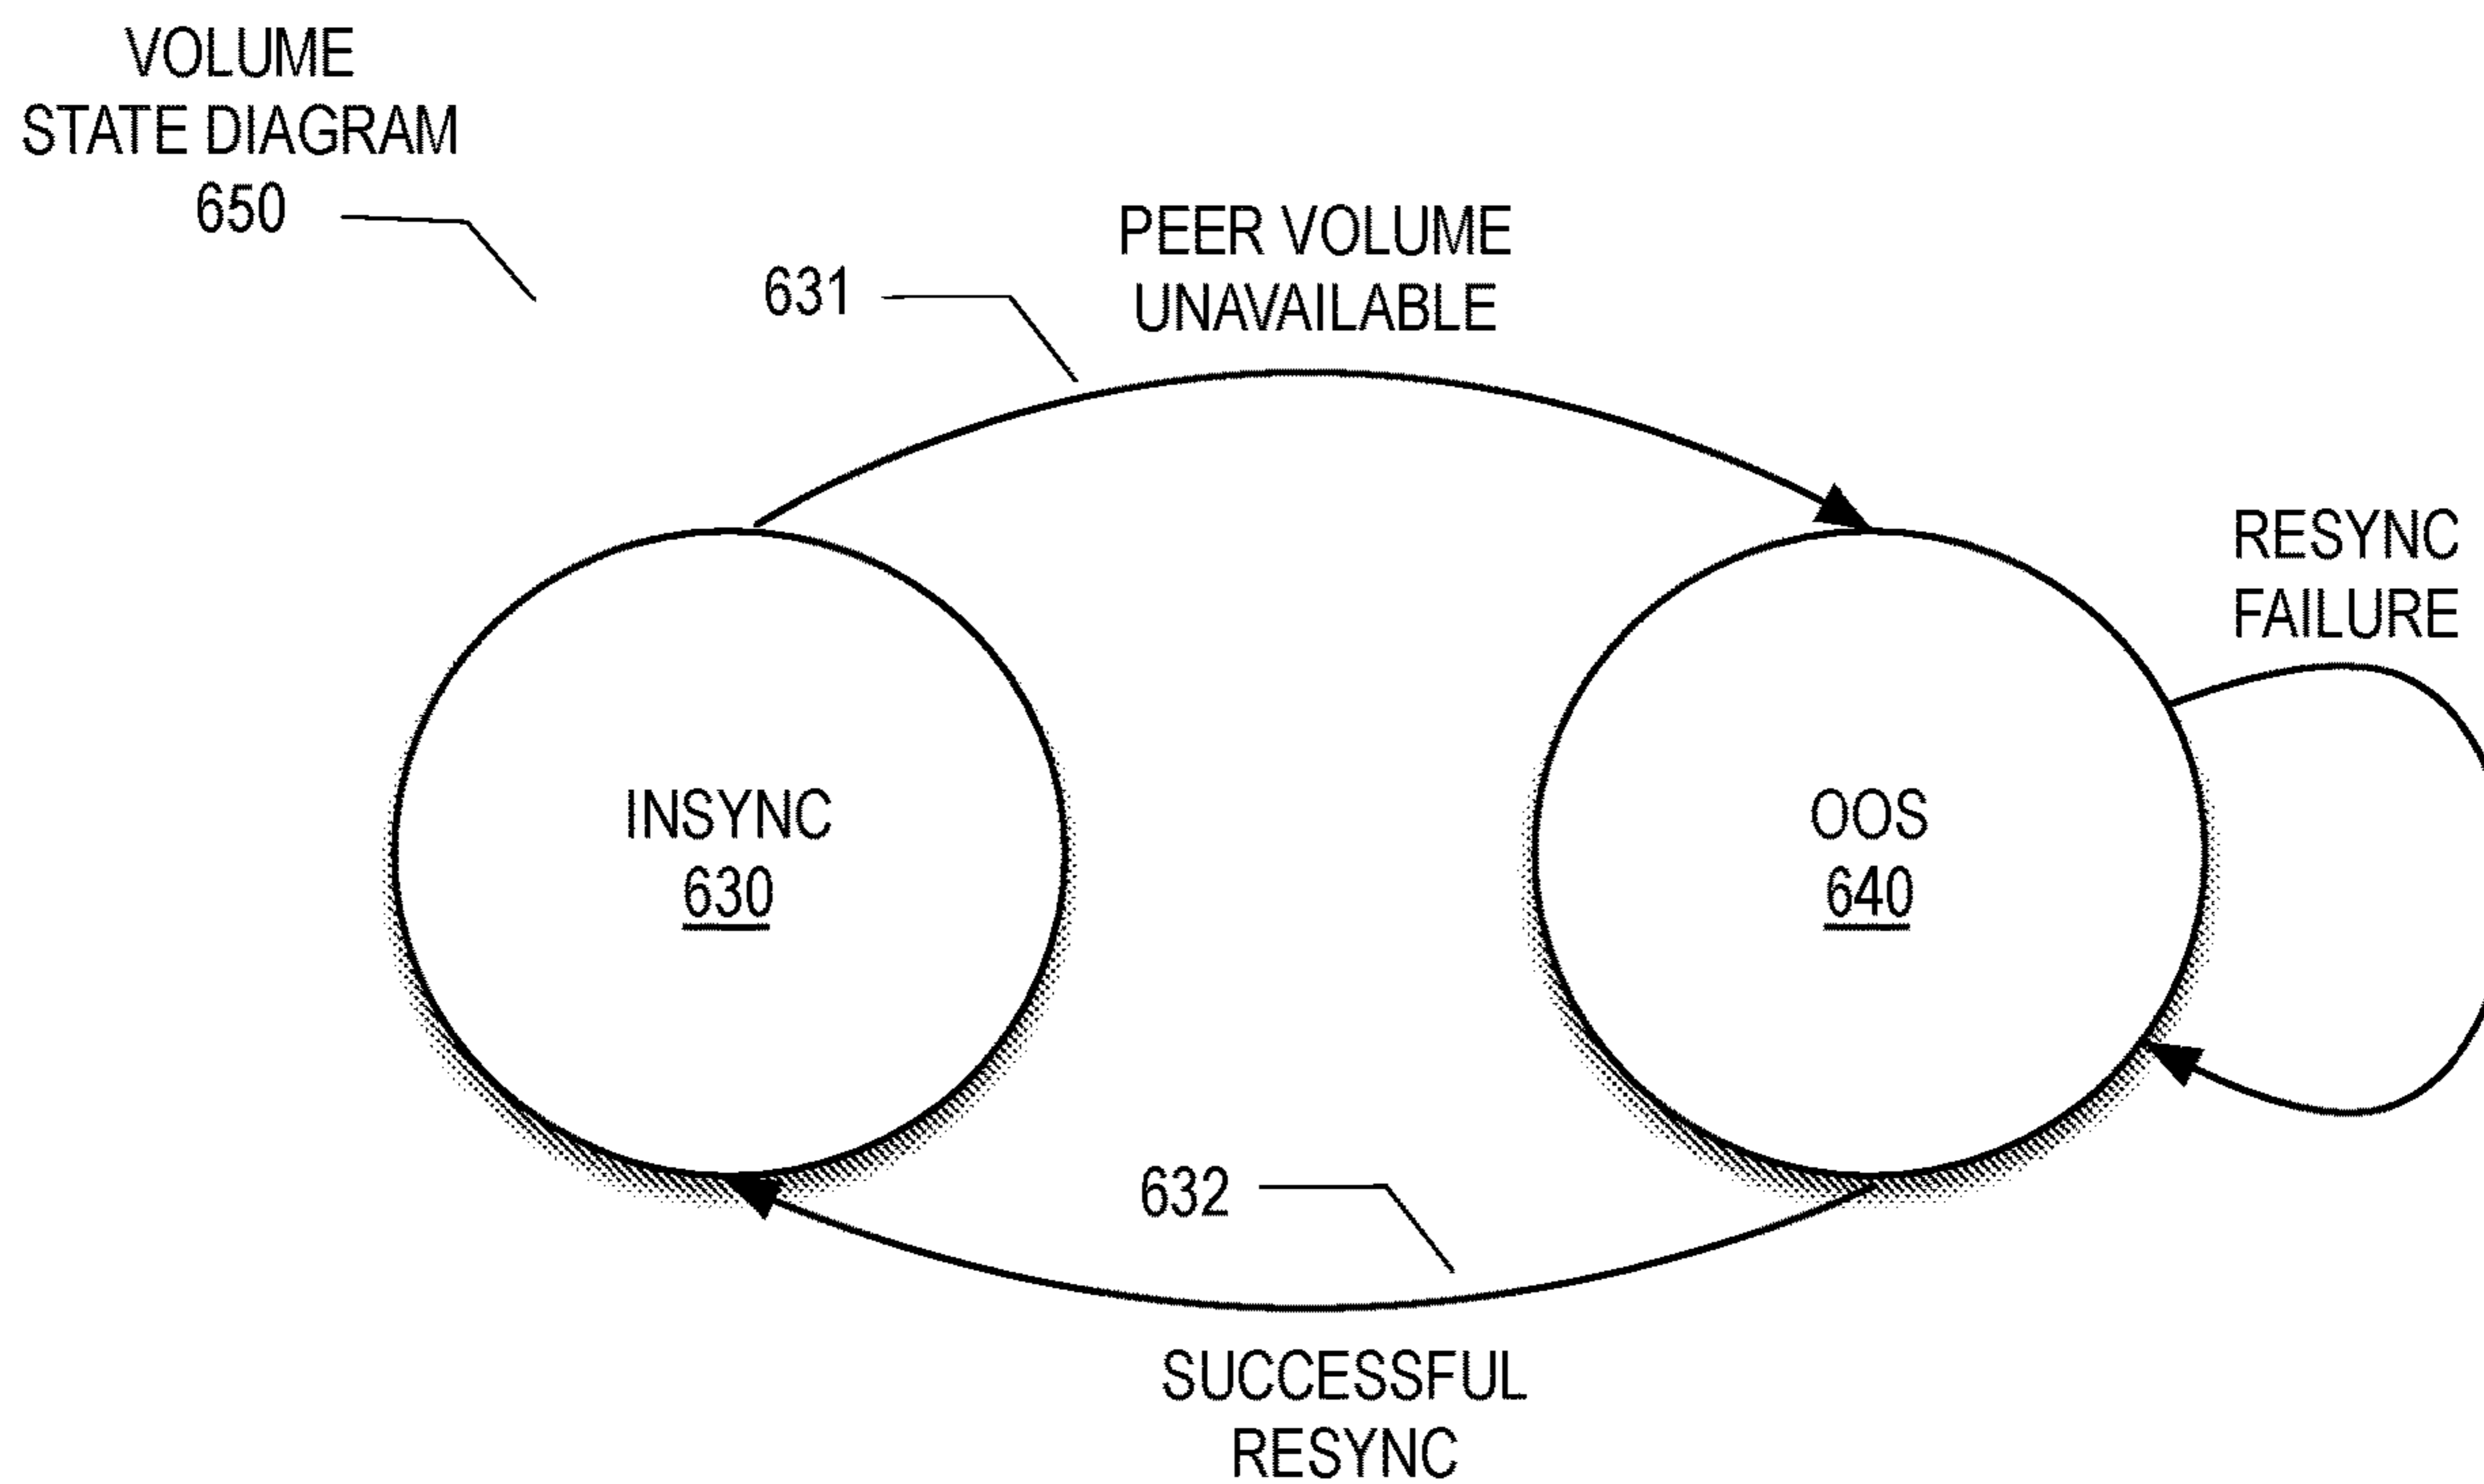 VOLUME
STATE DIAGRAM
650
631
PEER VOLUME
UNAVAILABLE
RESYNC
FAILURE
INSYNC
630
OOS
640
632
SUCCESSFUL
RESYNC